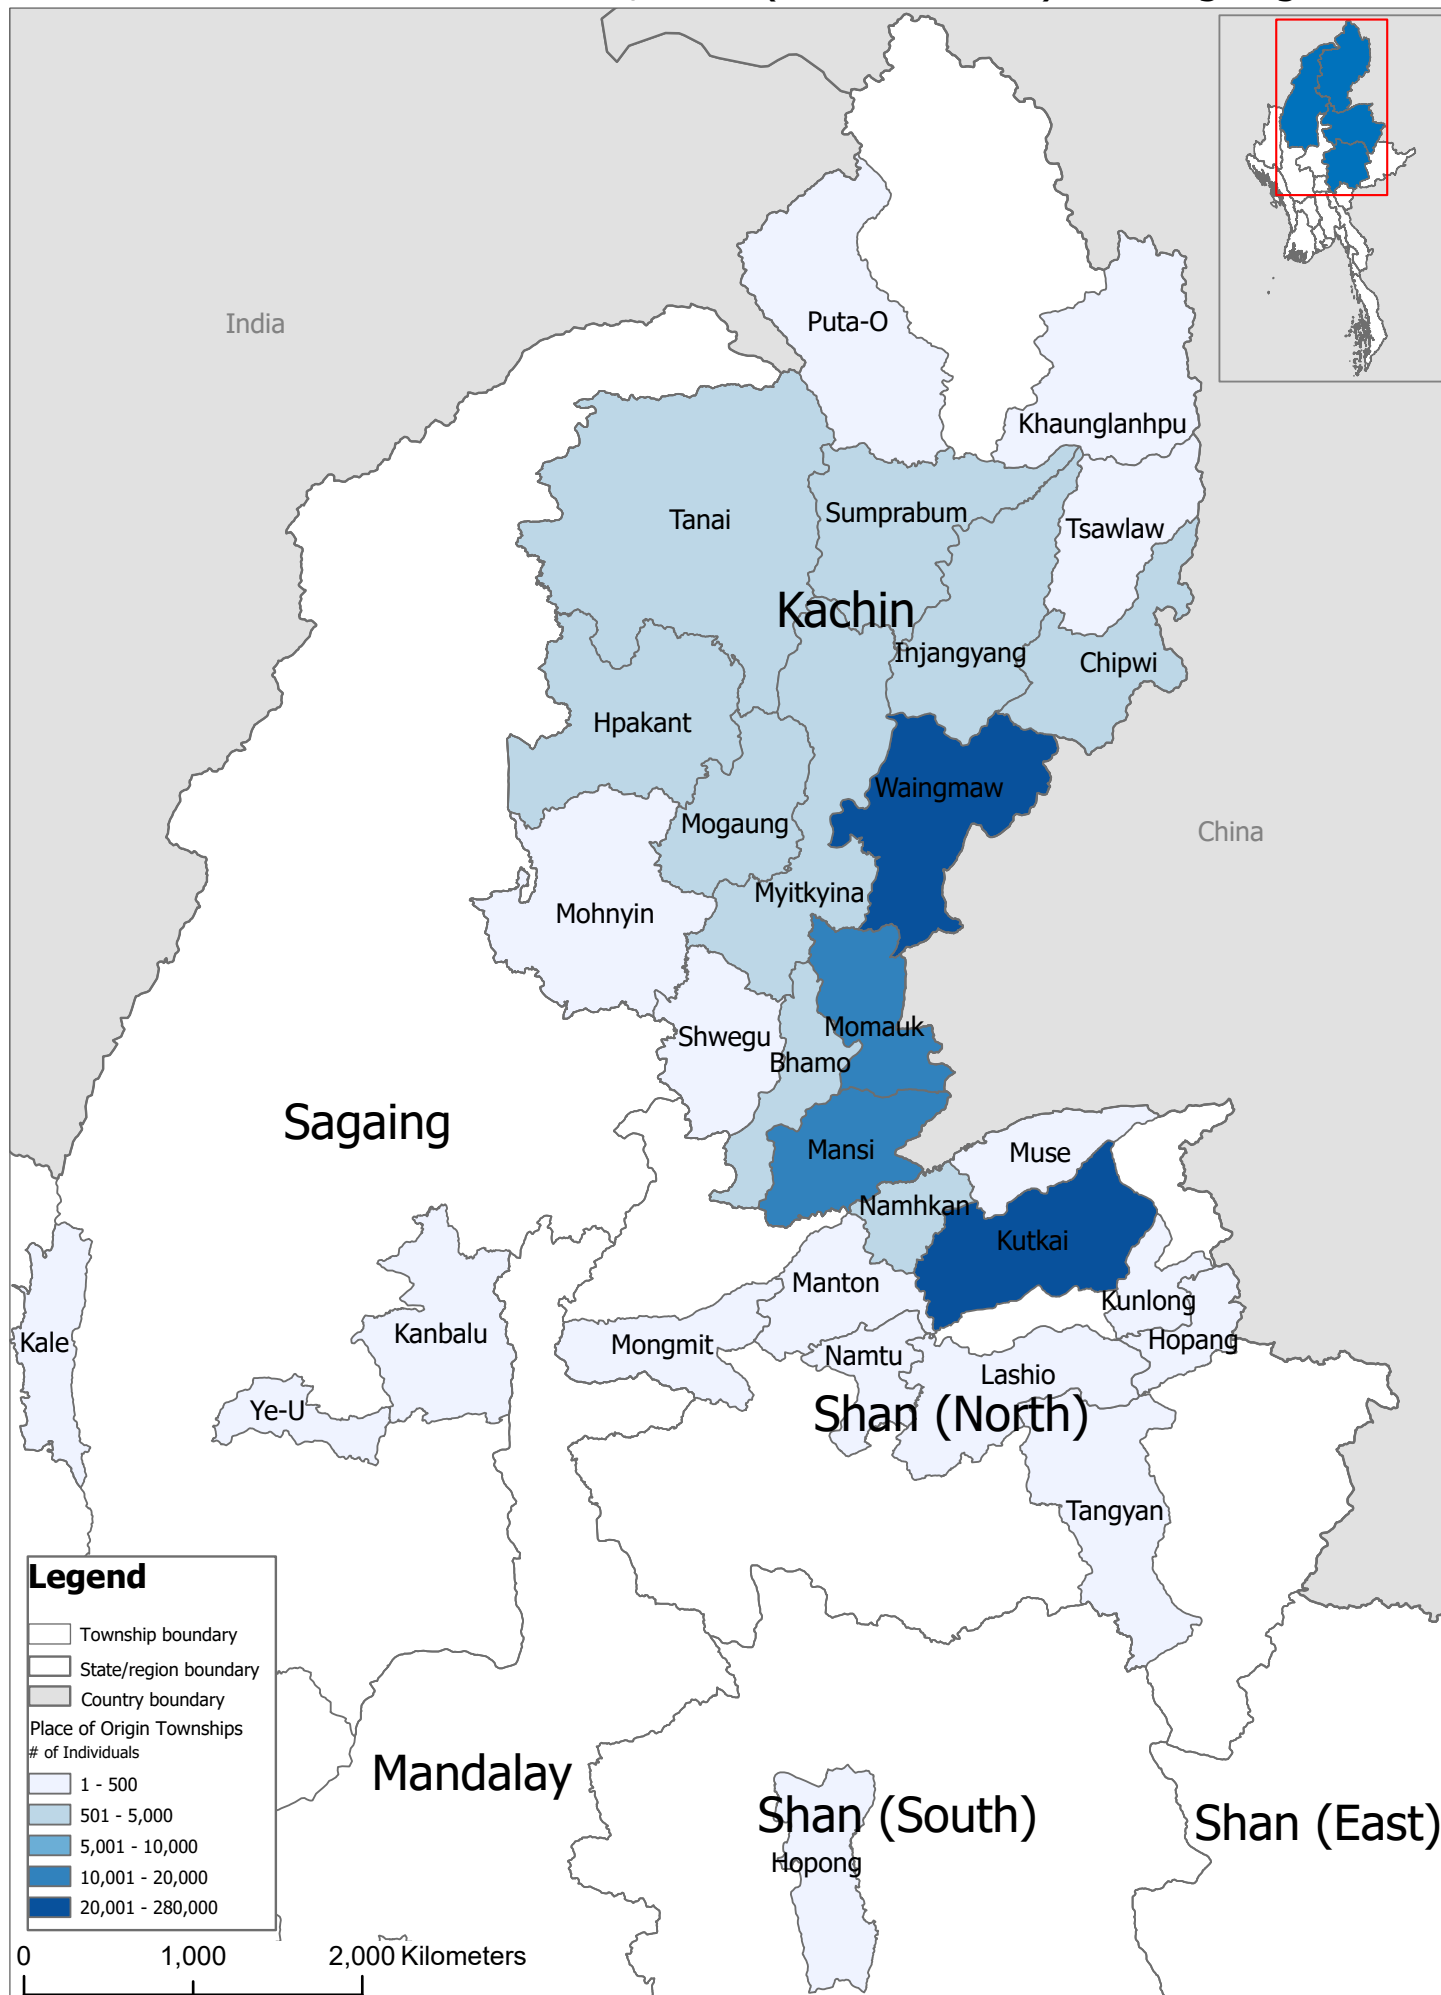 India
Puta-O
Khaunglanhpu
Tanai
Sumprabum
Tsawlaw
Kachin
Injangyang
Chipwi
Hpakant
Waingmaw
Mogaung
China
Myitkyina
Mohnyin
Momauk
Shwegu
Bhamo
Sagaing
Mansi
Muse
Namhkan
Kutkai
Manton
Kunlong
Kale
Kanbalu
Mongmit
Namtu
Hopang
Lashio
Ye-U
Shan (North)
Tangyan
Legend
Township boundary
State/region boundary
Country boundary
Place of Origin Townships
# of Individuals
1 - 500
501 - 5,000
5,001 - 10,000
10,001 - 20,000
20,001 - 280,000
Mandalay
Shan (South)
Shan (East)
Hopong
0 1,000 2,000 Kilometers